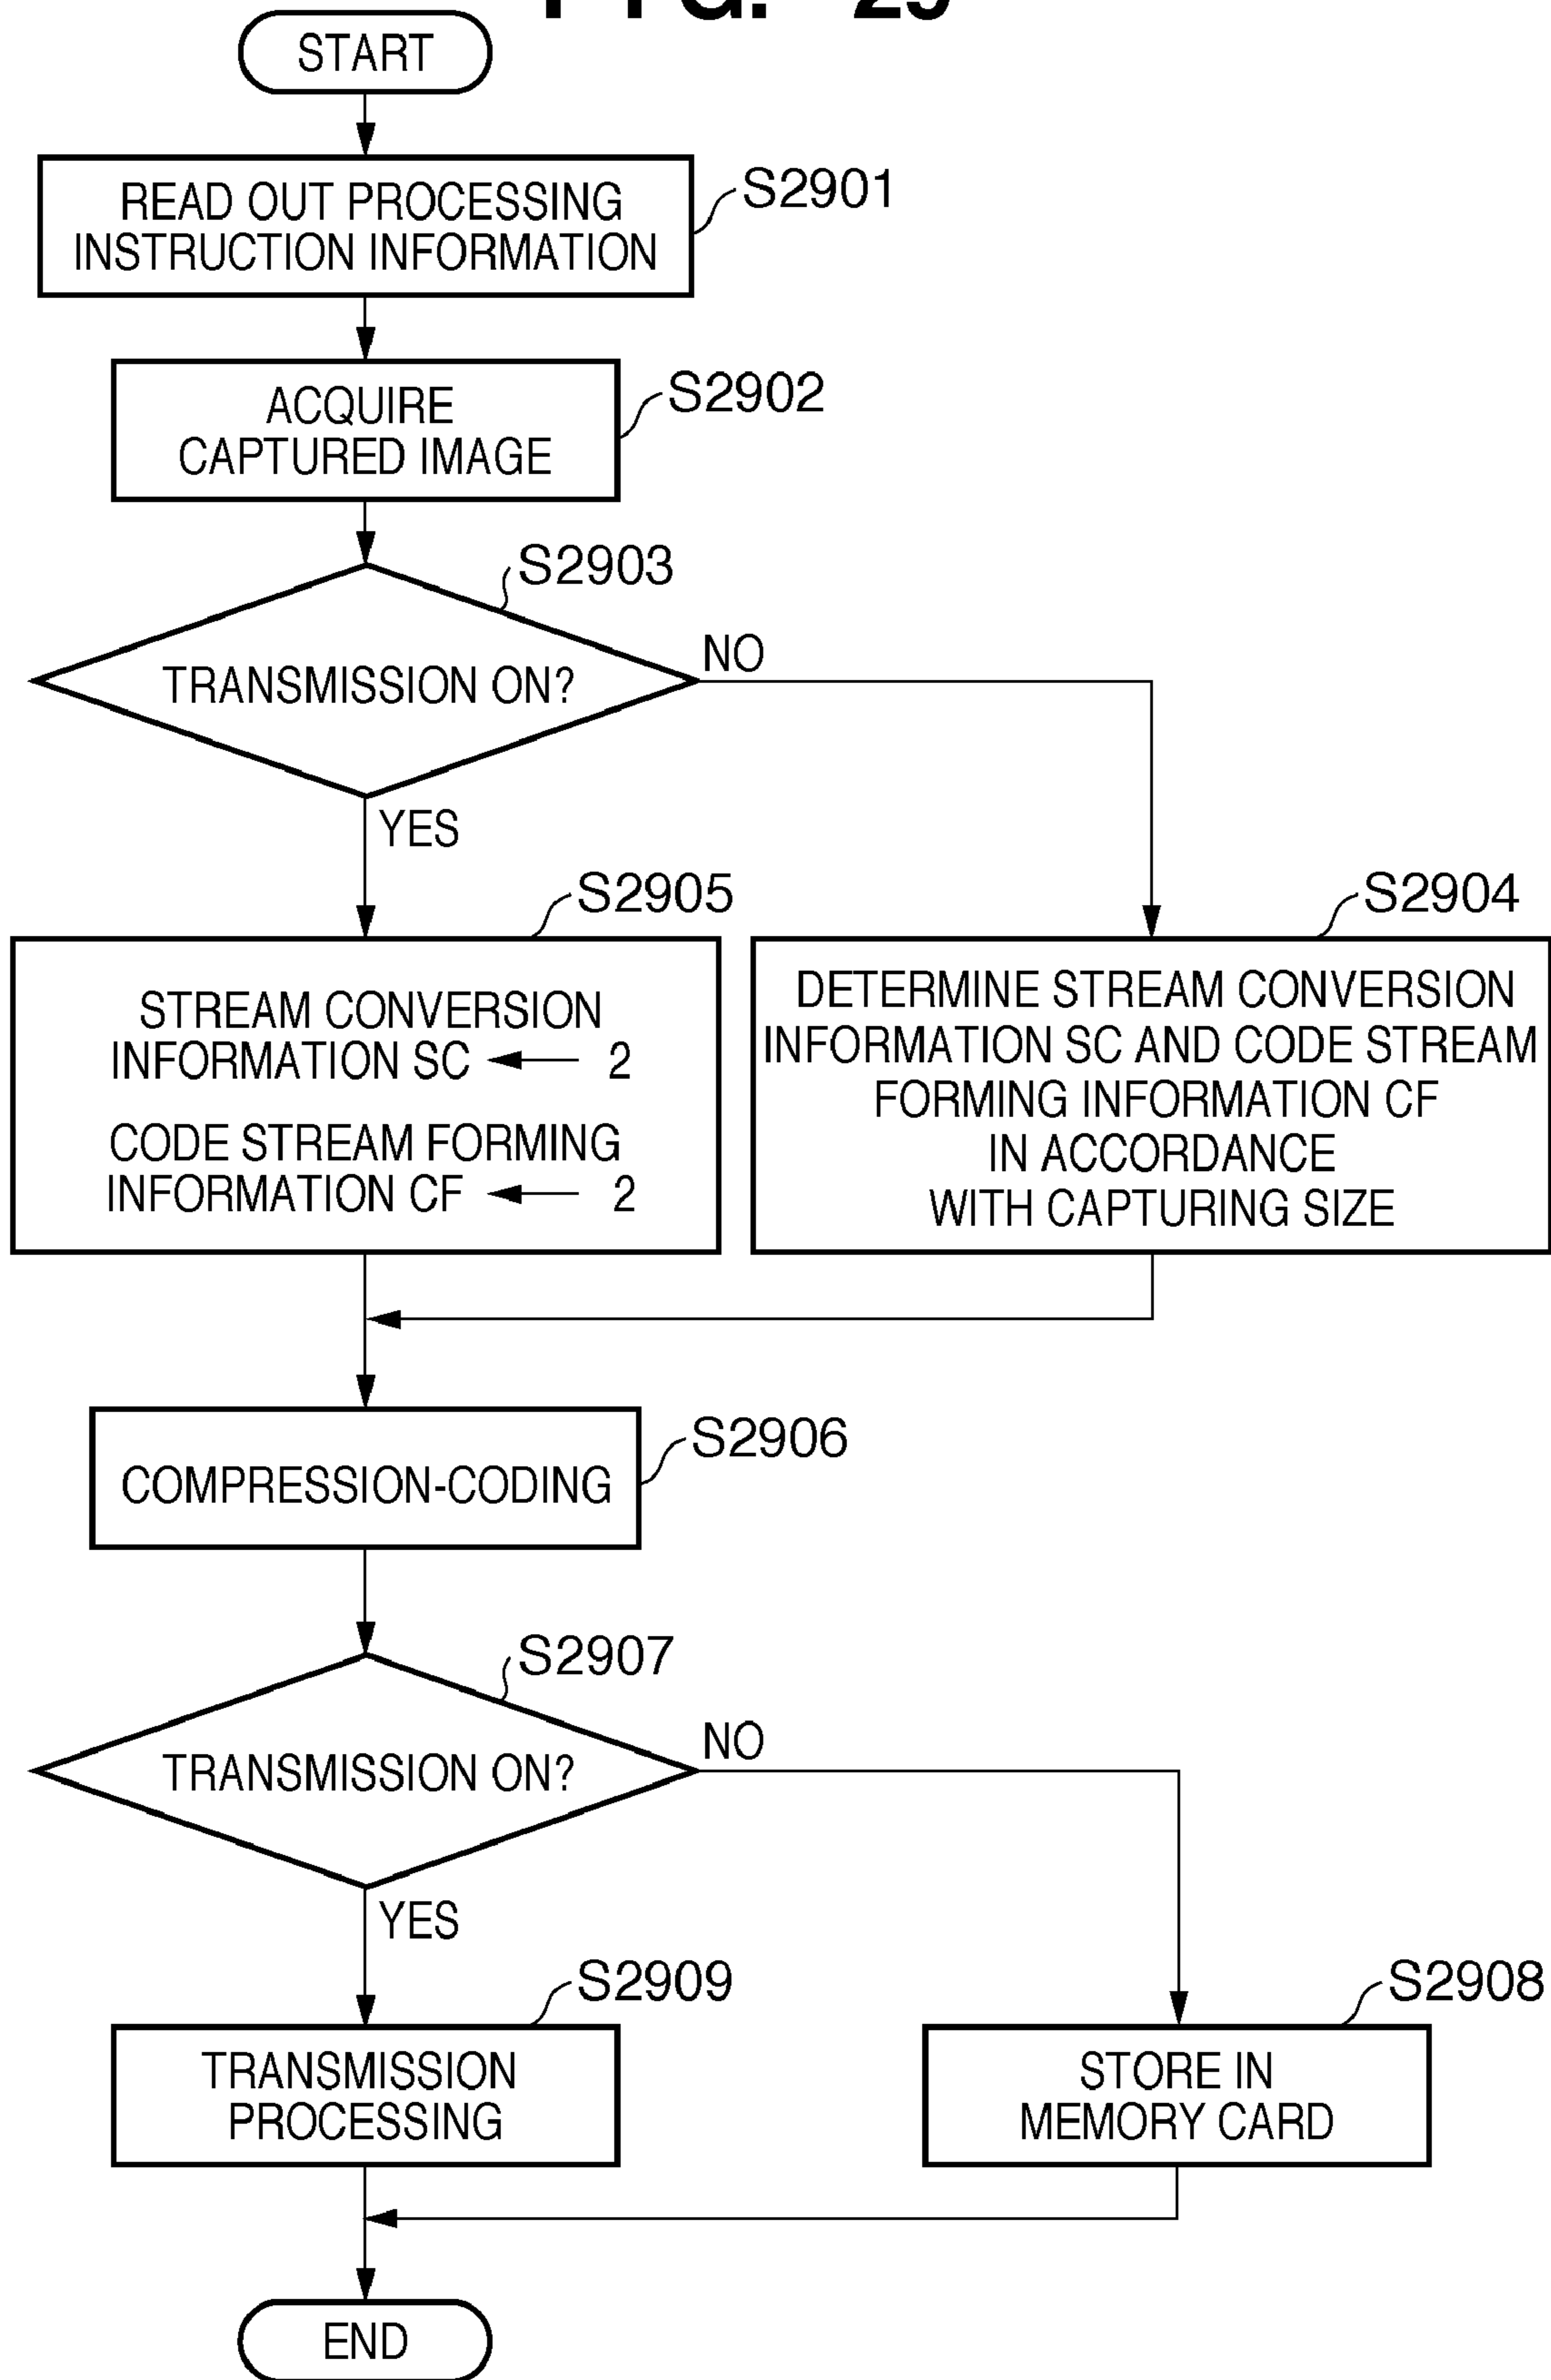 FIG. 29
START
READ OUT PROCESSING
INSTRUCTION INFORMATION
S2901
ACQUIRE
CAPTURED IMAGE
S2902
S2903
TRANSMISSION ON?
NO
YES
S2905
STREAM CONVERSION
INFORMATION SC ← 2
CODE STREAM FORMING
INFORMATION CF ← 2
S2904
DETERMINE STREAM CONVERSION
INFORMATION SC AND CODE STREAM
FORMING INFORMATION CF
IN ACCORDANCE
WITH CAPTURING SIZE
COMPRESSION-CODING
S2906
S2907
TRANSMISSION ON?
NO
YES
S2909
TRANSMISSION
PROCESSING
S2908
STORE IN
MEMORY CARD
END